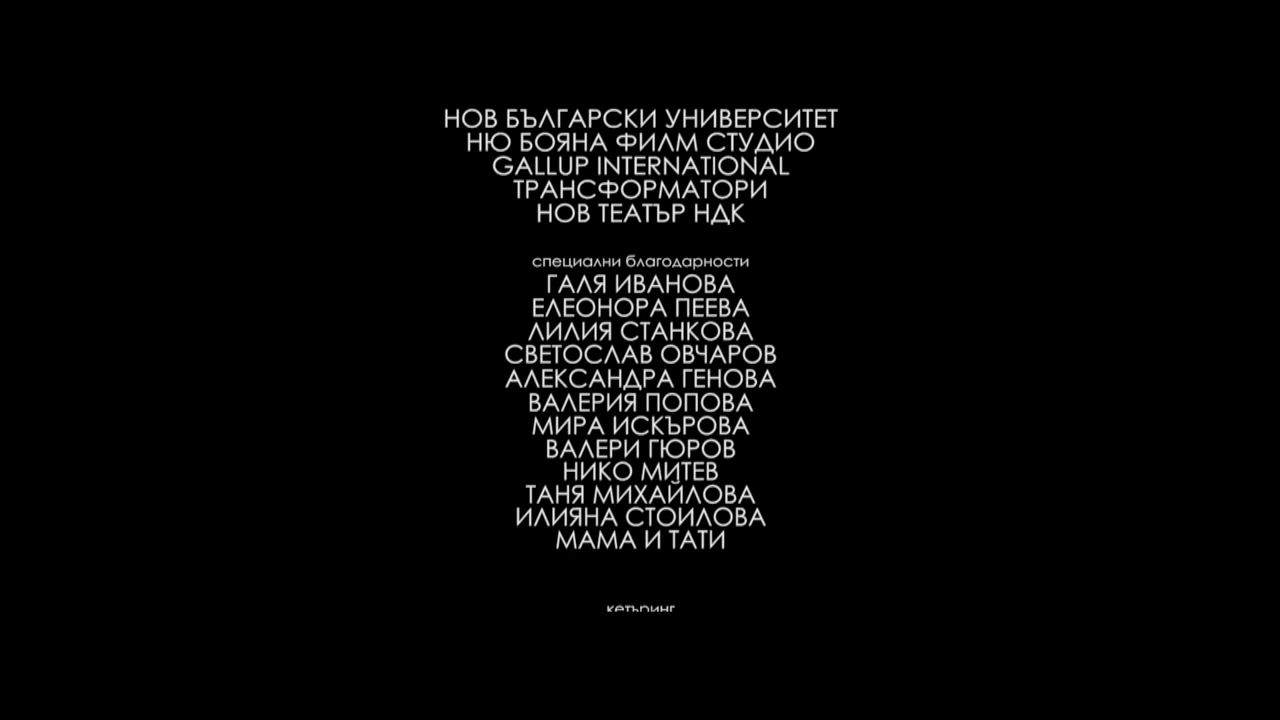 НОВ БЪЛГАРСКИ УНИВЕРСИТЕТ
НЮ БОЯНА ФИЛМ СТУДИО
GALLUP INTERNATIONAL
ТРАНСФОРМАТОРИ
НОВ ТЕАТЪР НДК
специални благодарности
ГАЛЯ ИВАНОВА
ЕЛЕОНОРА ПЕЕВА
ЛИЛИЯ СТАНКОВА
СВЕТОСЛАВ ОВЧАРОВ
АЛЕКСАНДРА ГЕНОВА
ВАЛЕРИЯ ПОПОВА
МИРА ИСКЪРОВА
ВАЛЕРИ ГЮРОВ
НИКО МИТЕВ
ТАНЯ МИХАЙЛОВА
ИЛИЯНА СТОИЛОВА
МАМА И ТАТИ
кетъринг